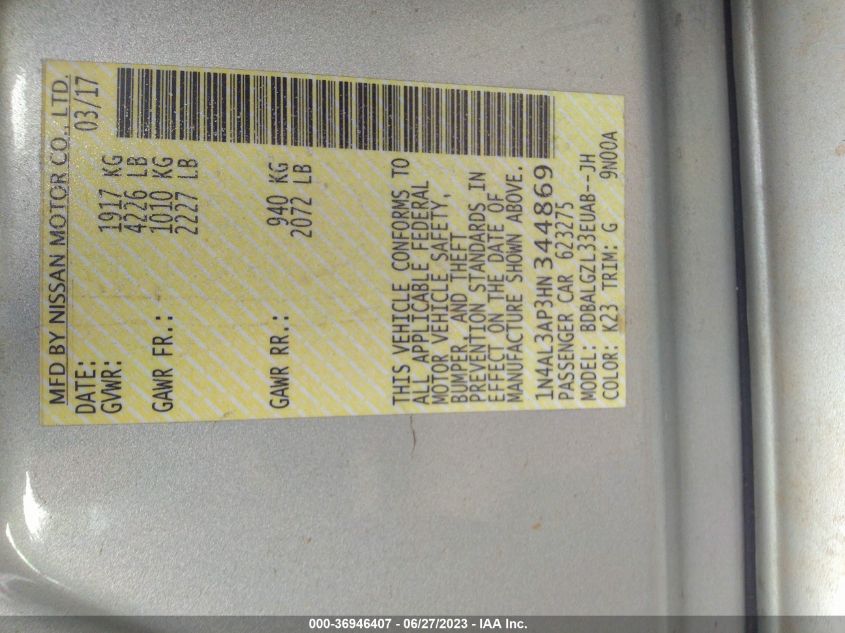 MFD BY NISSAN MOTOR CO., LTD.
DATE: 03/17
GVWR: 1917 KG
4226 LB
GAWR FR.: 1010 KG
2227 LB
GAWR RR.: 940 KG
2072 LB
THIS VEHICLE CONFORMS TO
ALL APPLICABLE FEDERAL
MOTOR VEHICLE SAFETY,
BUMPER, AND THEFT
PREVENTION STANDARDS IN
EFFECT ON THE DATE OF
MANUFACTURE SHOWN ABOVE.
1N4AL3AP3HN344869
PASSENGER CAR 623275
MODEL: BDBALGZL33EUAB--JH
COLOR: K23 TRIM: G 9N00A
000-36946407 - 06/27/2023 - IAA Inc.